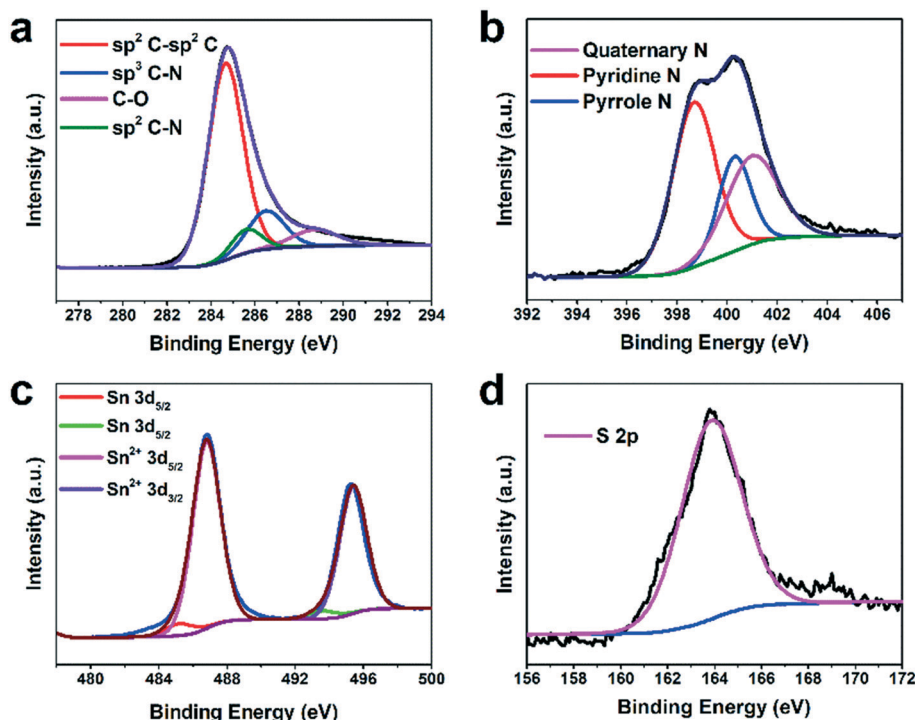 a
sp² C-sp² C
sp³ C-N
C-O
sp² C-N
Intensity (a.u.)
278 280 282 284 286 288 290 292 294
Binding Energy (eV)
b
Quaternary N
Pyridine N
Pyrrole N
Intensity (a.u.)
392 394 396 398 400 402 404 406
Binding Energy (eV)
c
Sn 3d5/2
Sn 3d5/2
Sn²⁺ 3d5/2
Sn²⁺ 3d3/2
Intensity (a.u.)
480 484 488 492 496 500
Binding Energy (eV)
d
S 2p
Intensity (a.u.)
156 158 160 162 164 166 168 170 172
Binding Energy (eV)